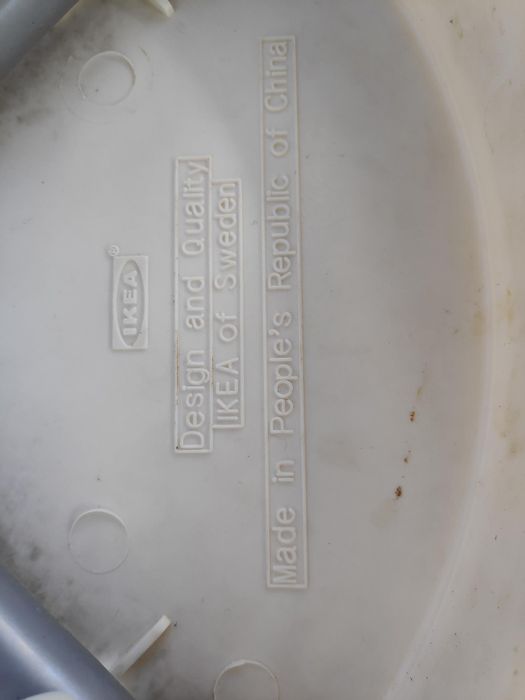 IKEA®
Design and Quality
IKEA of Sweden
Made in People's Republic of China